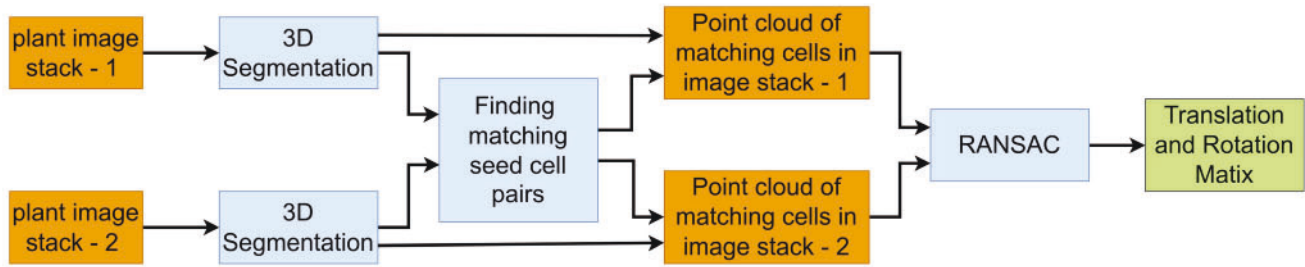 plant image
stack - 1
3D
Segmentation
Point cloud of
matching cells in
image stack - 1
Finding
matching
seed cell
pairs
RANSAC
Translation
and Rotation
Matix
plant image
stack - 2
3D
Segmentation
Point cloud of
matching cells in
image stack - 2